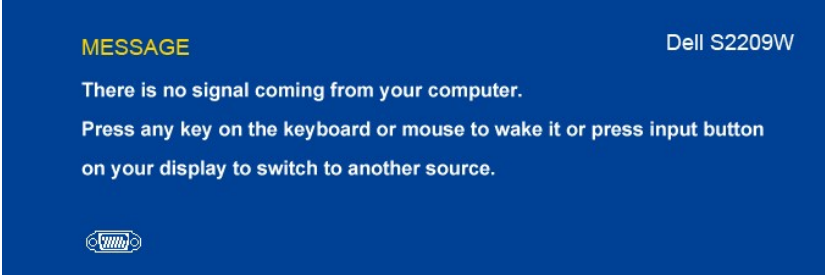 MESSAGE
Dell S2209W
There is no signal coming from your computer.
Press any key on the keyboard or mouse to wake it or press input button
on your display to switch to another source.